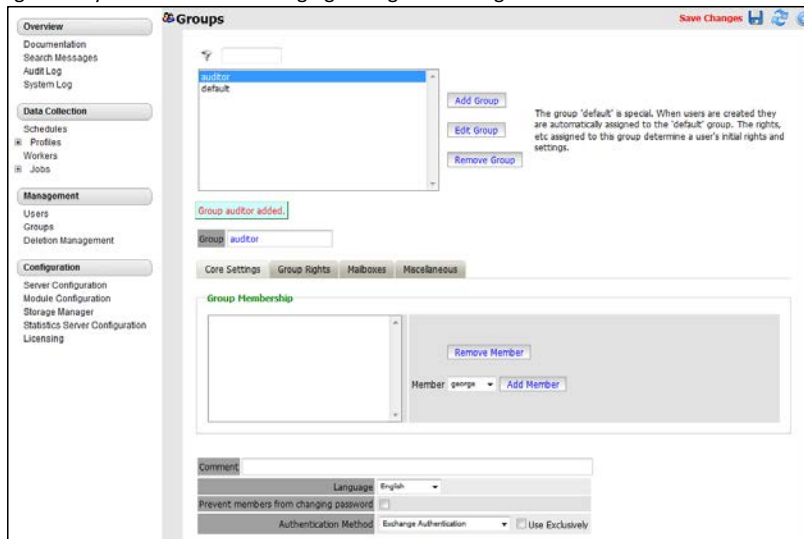 Overview
Documentation
Search Messages
Audit Log
System Log
Data Collection
Schedules
Profiles
Workers
Jobs
Management
Users
Groups
Deletion Management
Configuration
Server Configuration
Module Configuration
Storage Manager
Statistics Server Configuration
Licensing
Groups
Save Changes
auditor
default
Add Group
Edit Group
Remove Group
The group 'default' is special. When users are created they
are automatically assigned to the 'default' group. The rights,
etc assigned to this group determine a user's initial rights and
settings.
Group auditor added.
Group auditor
Core Settings Group Rights Mailboxes Miscellaneous
Group Membership
Remove Member
Member george Add Member
Comment
Language English
Prevent members from changing password
Authentication Method Exchange Authentication Use Exclusively